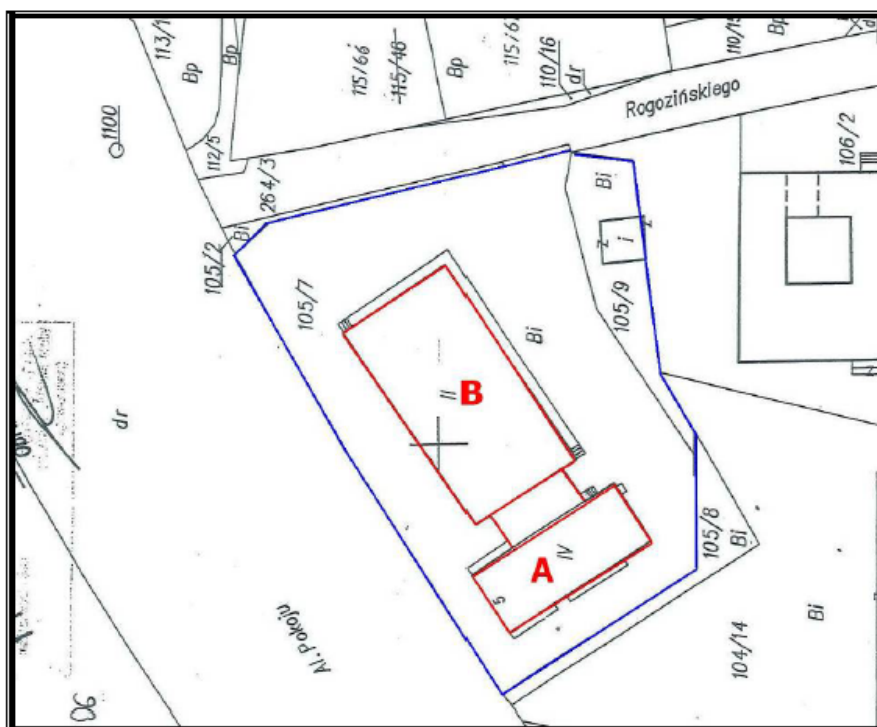 113/1
Bp
Bp
115/66
115/46
Bp
115/6
110/16
dr
110/15
Bp
d
1100
112/5
264/3
Rogozińskiego
106/2
Bi
105/2
105/7
Bi
z
z
i
105/9
Bi
II
B
dr
IV
A
5
105/8
Bi
Al. Pokoju
104/14
Bi